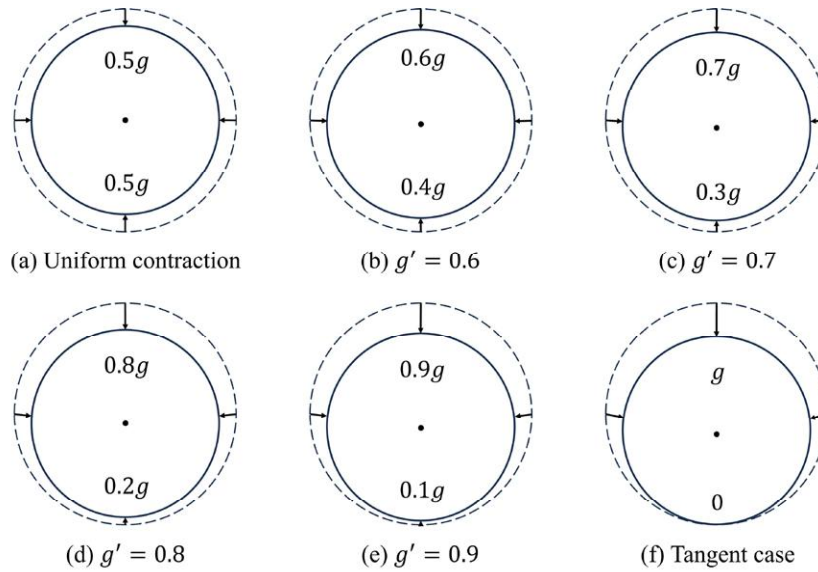 0.5g
0.6g
0.7g
0.5g
0.4g
0.3g
(a) Uniform contraction
(b) g′ = 0.6
(c) g′ = 0.7
0.8g
0.9g
g
0.2g
0.1g
0
(d) g′ = 0.8
(e) g′ = 0.9
(f) Tangent case